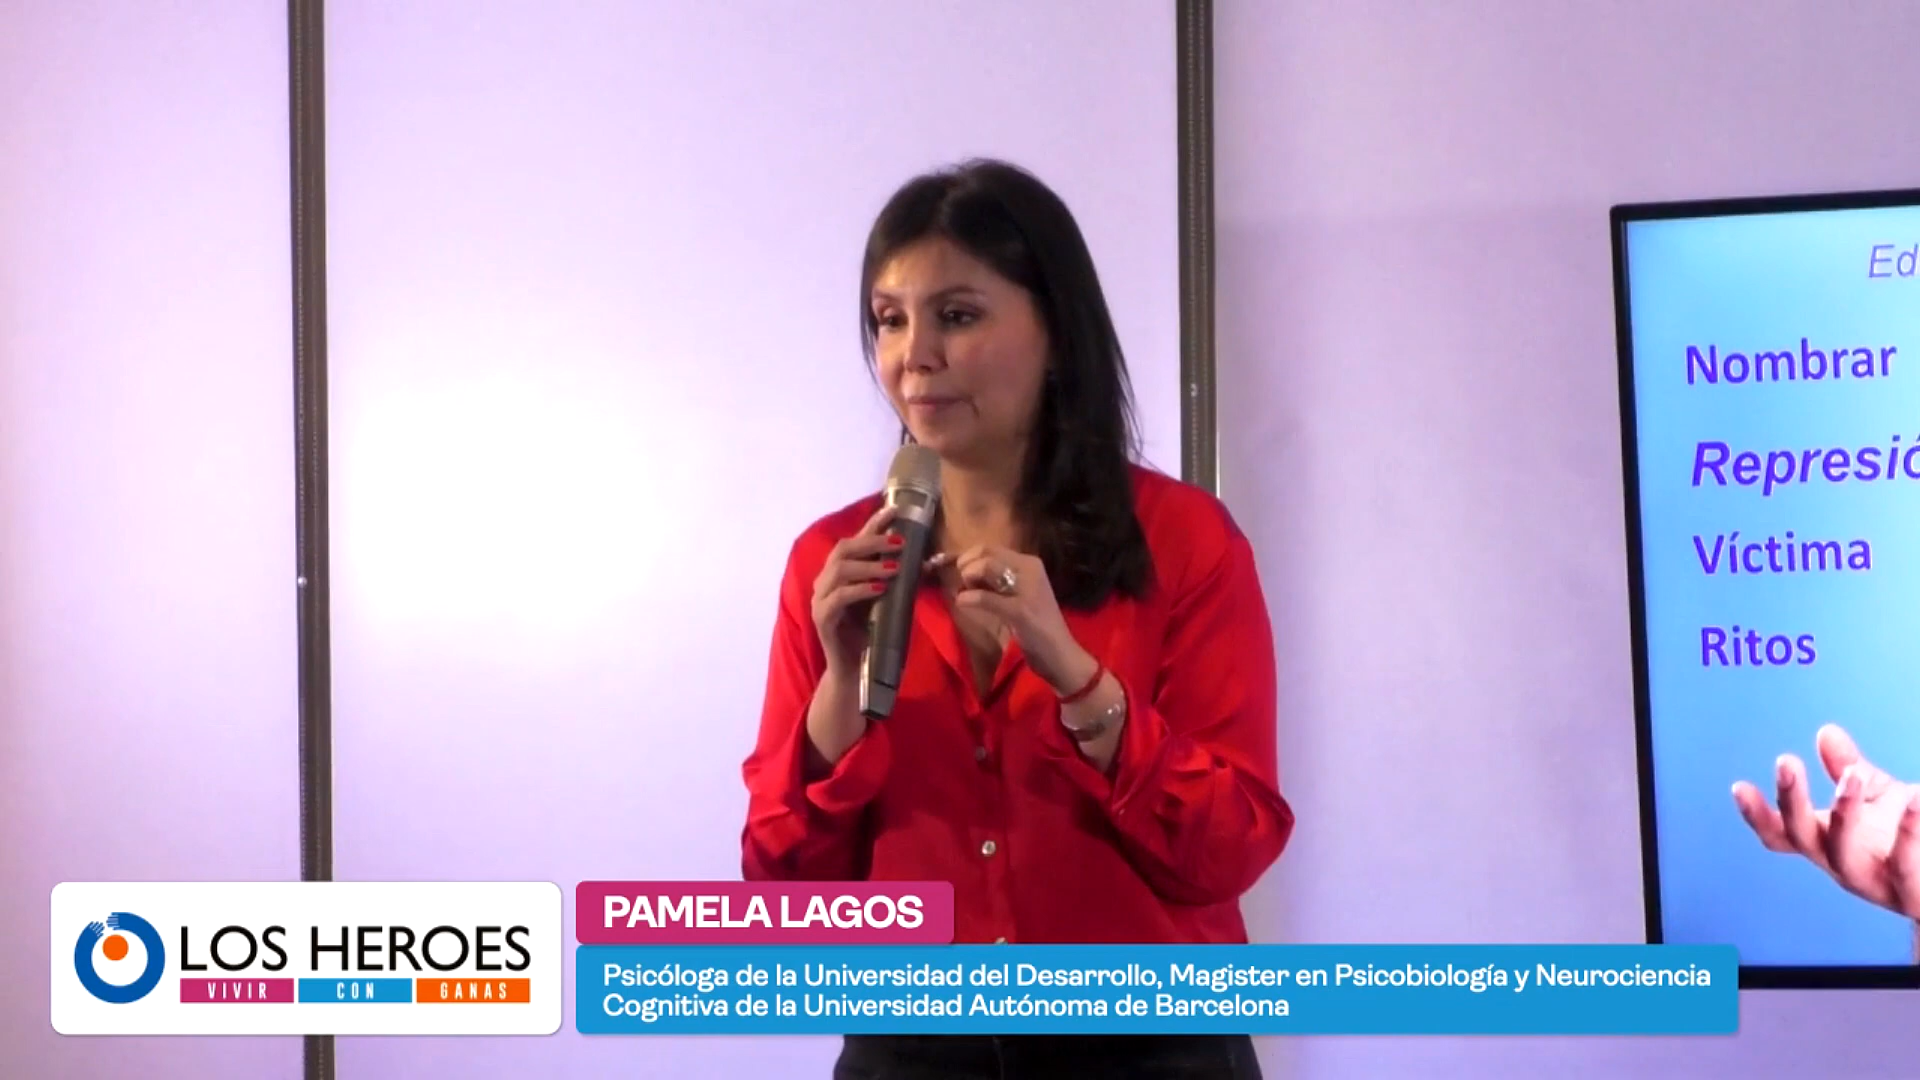 Nombrar
Víctima
Ritos
LOS HEROES
VIVIR CON GANAS
PAMELA LAGOS
Psicóloga de la Universidad del Desarrollo, Magister en Psicobiología y Neurociencia
Cognitiva de la Universidad Autónoma de Barcelona